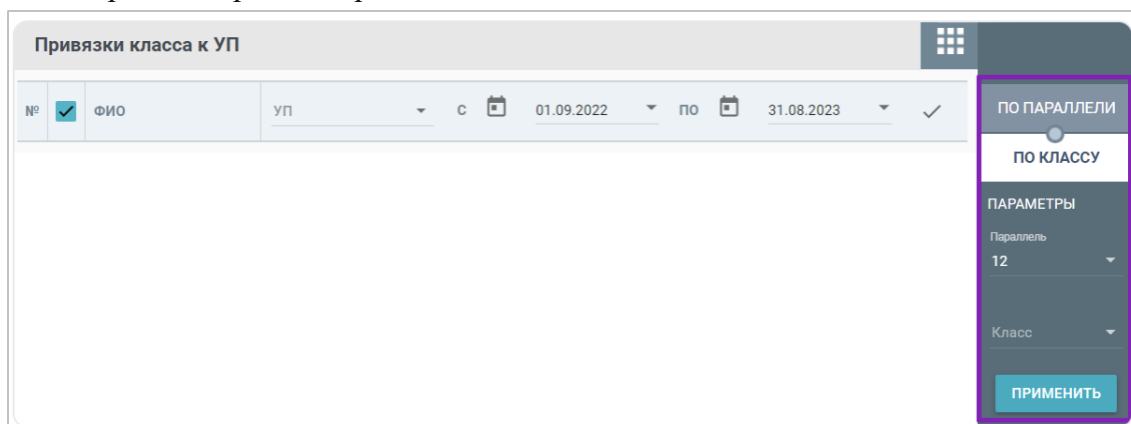 Привязки класса к УП
№ ФИО УП с 01.09.2022 по 31.08.2023
ПО ПАРАЛЛЕЛИ
ПО КЛАССУ
ПАРАМЕТРЫ
Параллель
12
Класс
ПРИМЕНИТЬ